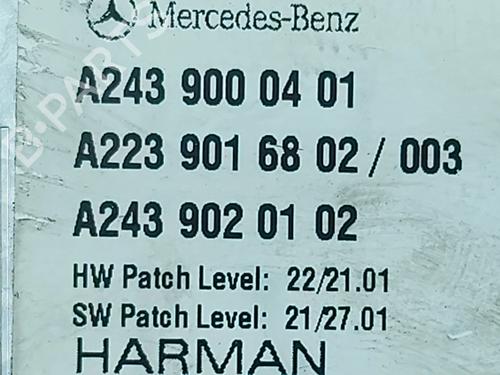 Mercedes-Benz
A243 900 04 01
A223 901 68 02 / 003
A243 902 01 02
HW Patch Level: 22/21.01
SW Patch Level: 21/27.01
HARMAN
B-PARTS